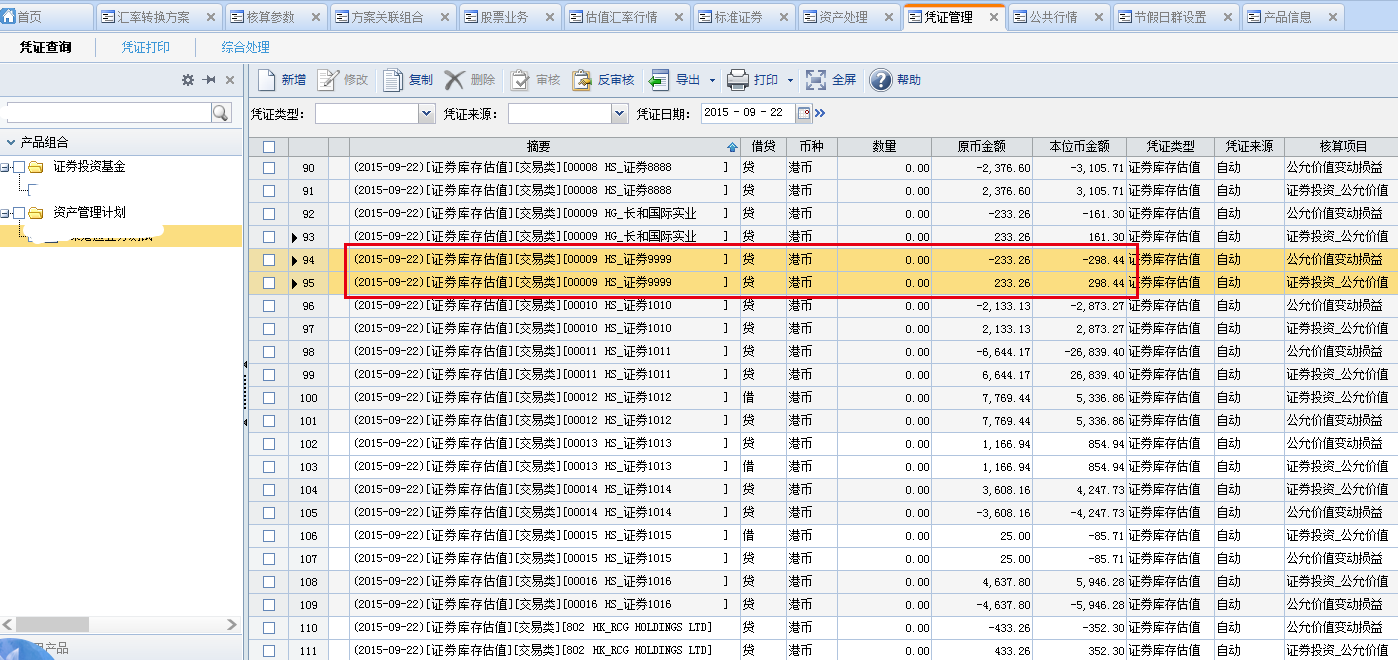 首页 汇率转换方案 核算参数 方案关联组合 股票业务 估值汇率行情 标准证券 资产处理 凭证管理 公共行情 节假日群设置 产品信息
凭证查询 凭证打印 综合处理
新增 修改 复制 删除 审核 反审核 导出 打印 全屏 帮助
凭证类型： 凭证来源： 凭证日期： 2015 - 09 - 22
产品组合
证券投资基金
资产管理计划
摘要 借贷 币种 数量 原币金额 本位币金额 凭证类型 凭证来源 核算项目
90 (2015-09-22)[证券库存估值][交易类][00008 HS_证券8888 ] 贷 港币 0.00 -2,376.60 -3,105.71 证券库存估值 自动 公允价值变动损益
91 (2015-09-22)[证券库存估值][交易类][00008 HS_证券8888 ] 贷 港币 0.00 2,376.60 3,105.71 证券库存估值 自动 证券投资_公允价值
92 (2015-09-22)[证券库存估值][交易类][00009 HG_长和国际实业 ] 贷 港币 0.00 -233.26 -161.30 证券库存估值 自动 公允价值变动损益
93 (2015-09-22)[证券库存估值][交易类][00009 HG_长和国际实业 ] 贷 港币 0.00 233.26 161.30 证券库存估值 自动 证券投资_公允价值
94 (2015-09-22)[证券库存估值][交易类][00009 HS_证券9999 ] 贷 港币 0.00 -233.26 -298.44 证券库存估值 自动 公允价值变动损益
95 (2015-09-22)[证券库存估值][交易类][00009 HS_证券9999 ] 贷 港币 0.00 233.26 298.44 证券库存估值 自动 证券投资_公允价值
96 (2015-09-22)[证券库存估值][交易类][00010 HS_证券1010 ] 贷 港币 0.00 -2,133.13 -2,873.27 证券库存估值 自动 公允价值变动损益
97 (2015-09-22)[证券库存估值][交易类][00010 HS_证券1010 ] 贷 港币 0.00 2,133.13 2,873.27 证券库存估值 自动 证券投资_公允价值
98 (2015-09-22)[证券库存估值][交易类][00011 HS_证券1011 ] 贷 港币 0.00 -6,644.17 -26,839.40 证券库存估值 自动 公允价值变动损益
99 (2015-09-22)[证券库存估值][交易类][00011 HS_证券1011 ] 贷 港币 0.00 6,644.17 26,839.40 证券库存估值 自动 证券投资_公允价值
100 (2015-09-22)[证券库存估值][交易类][00012 HS_证券1012 ] 借 港币 0.00 7,769.44 5,336.86 证券库存估值 自动 证券投资_公允价值
101 (2015-09-22)[证券库存估值][交易类][00012 HS_证券1012 ] 贷 港币 0.00 7,769.44 5,336.86 证券库存估值 自动 公允价值变动损益
102 (2015-09-22)[证券库存估值][交易类][00013 HS_证券1013 ] 贷 港币 0.00 1,166.94 854.94 证券库存估值 自动 公允价值变动损益
103 (2015-09-22)[证券库存估值][交易类][00013 HS_证券1013 ] 借 港币 0.00 1,166.94 854.94 证券库存估值 自动 证券投资_公允价值
104 (2015-09-22)[证券库存估值][交易类][00014 HS_证券1014 ] 贷 港币 0.00 3,608.16 4,247.73 证券库存估值 自动 证券投资_公允价值
105 (2015-09-22)[证券库存估值][交易类][00014 HS_证券1014 ] 贷 港币 0.00 -3,608.16 -4,247.73 证券库存估值 自动 公允价值变动损益
106 (2015-09-22)[证券库存估值][交易类][00015 HS_证券1015 ] 借 港币 0.00 25.00 -85.71 证券库存估值 自动 证券投资_公允价值
107 (2015-09-22)[证券库存估值][交易类][00015 HS_证券1015 ] 贷 港币 0.00 25.00 -85.71 证券库存估值 自动 公允价值变动损益
108 (2015-09-22)[证券库存估值][交易类][00016 HS_证券1016 ] 贷 港币 0.00 4,637.80 5,946.28 证券库存估值 自动 证券投资_公允价值
109 (2015-09-22)[证券库存估值][交易类][00016 HS_证券1016 ] 贷 港币 0.00 -4,637.80 -5,946.28 证券库存估值 自动 公允价值变动损益
110 (2015-09-22)[证券库存估值][交易类][802 HK_RCG HOLDINGS LTD] 贷 港币 0.00 -433.26 -352.30 证券库存估值 自动 公允价值变动损益
111 (2015-09-22)[证券库存估值][交易类][802 HK_RCG HOLDINGS LTD] 贷 港币 0.00 433.26 352.30 证券库存估值 自动 证券投资_公允价值
产品